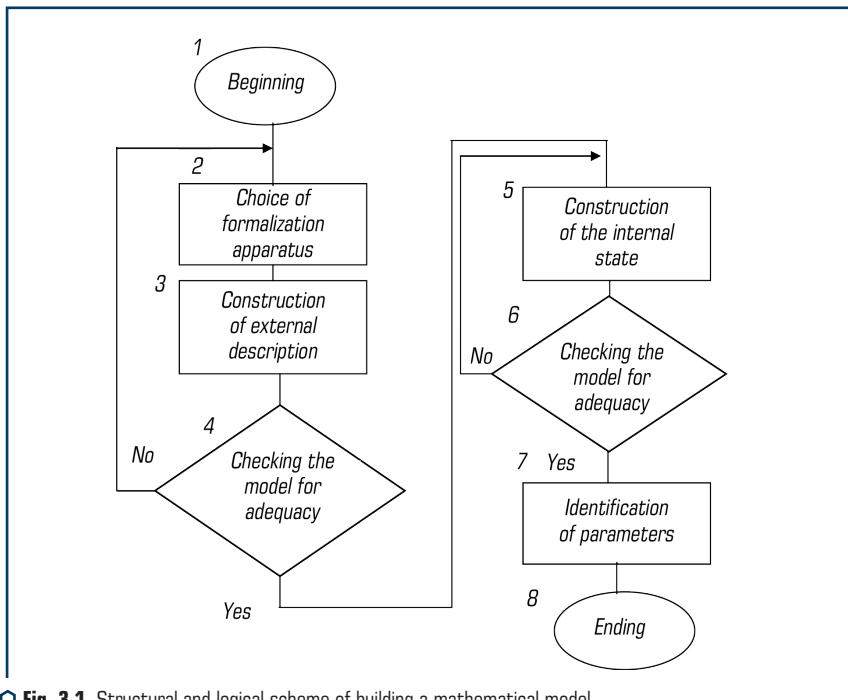 1
Beginning
2
Choice of
formalization
apparatus
3
Construction
of external
description
4
No
Checking the
model for
adequacy
Yes
5
Construction
of the internal
state
6
No
Checking the
model for
adequacy
7 Yes
Identification
of parameters
8
Ending
Fig. 3.1 Structural and logical scheme of building a mathematical model